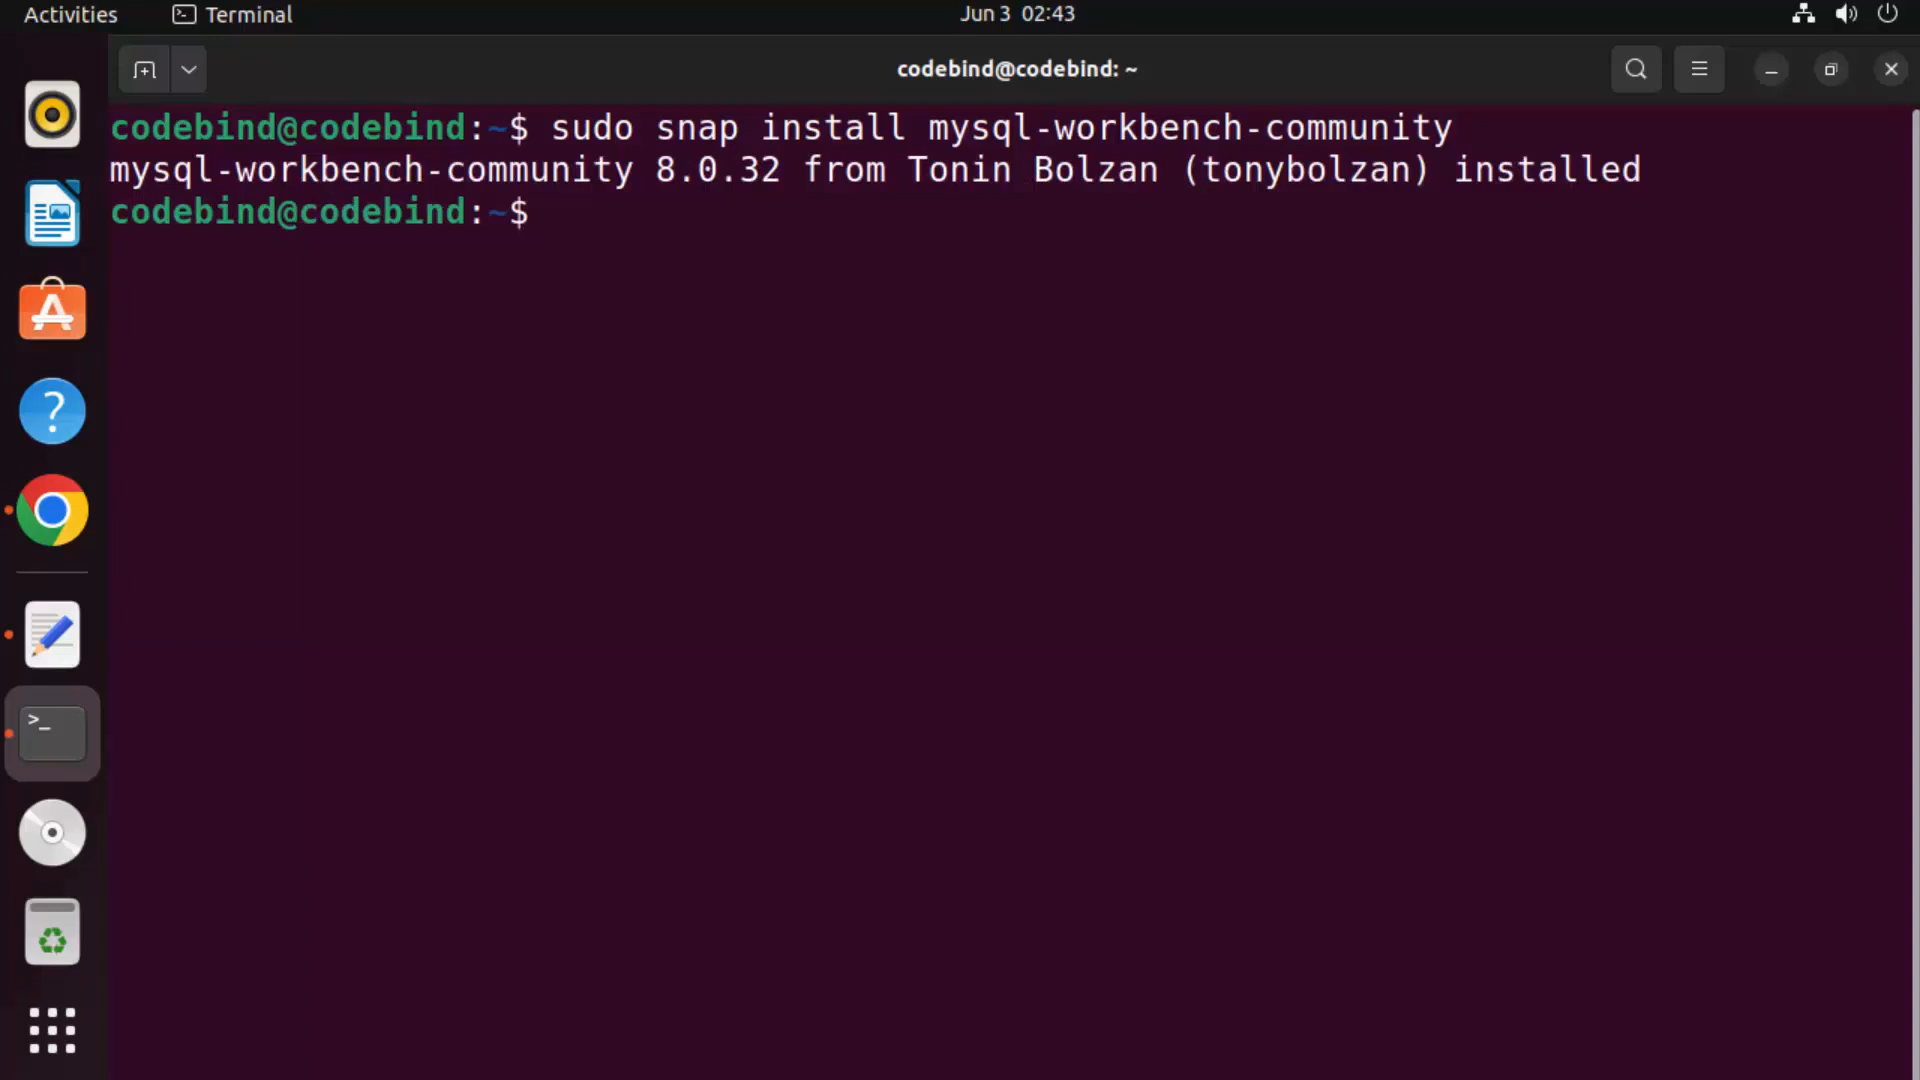 Activities Terminal Jun 3 02:43
codebind@codebind: ~
codebind@codebind:~$ sudo snap install mysql-workbench-community
mysql-workbench-community 8.0.32 from Tonin Bolzan (tonybolzan) installed
codebind@codebind:~$